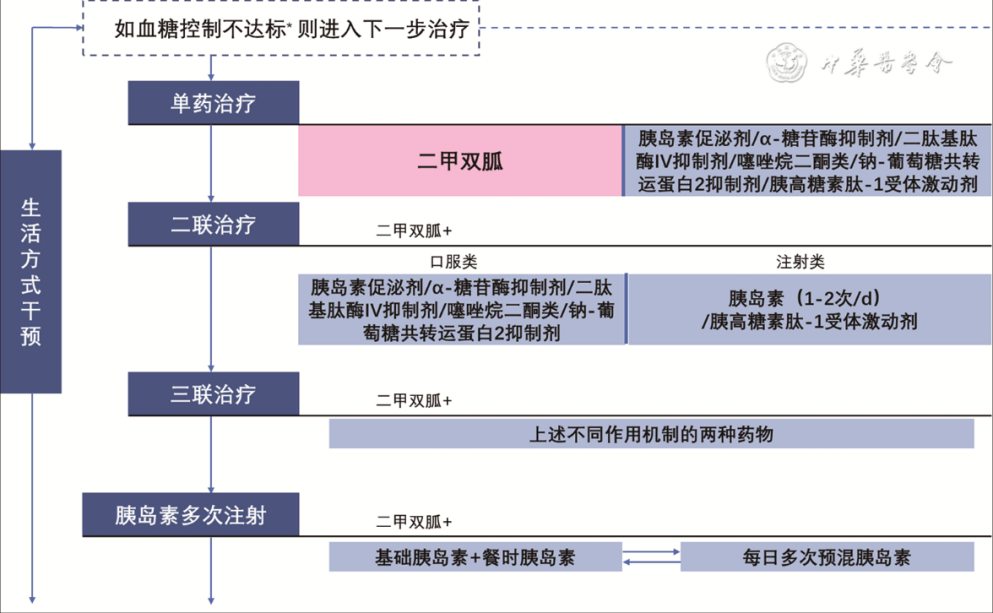 如血糖控制不达标* 则进入下一步治疗
中华医学会
单药治疗
二甲双胍
胰岛素促泌剂/α-糖苷酶抑制剂/二肽基肽
酶IV抑制剂/噻唑烷二酮类/钠-葡萄糖共转
运蛋白2抑制剂/胰高糖素肽-1受体激动剂
生活方式干预
二联治疗
二甲双胍+
口服类
注射类
胰岛素促泌剂/α-糖苷酶抑制剂/二肽
基肽酶IV抑制剂/噻唑烷二酮类/钠-葡
萄糖共转运蛋白2抑制剂
胰岛素（1-2次/d）
/胰高糖素肽-1受体激动剂
三联治疗
二甲双胍+
上述不同作用机制的两种药物
胰岛素多次注射
二甲双胍+
基础胰岛素+餐时胰岛素
每日多次预混胰岛素